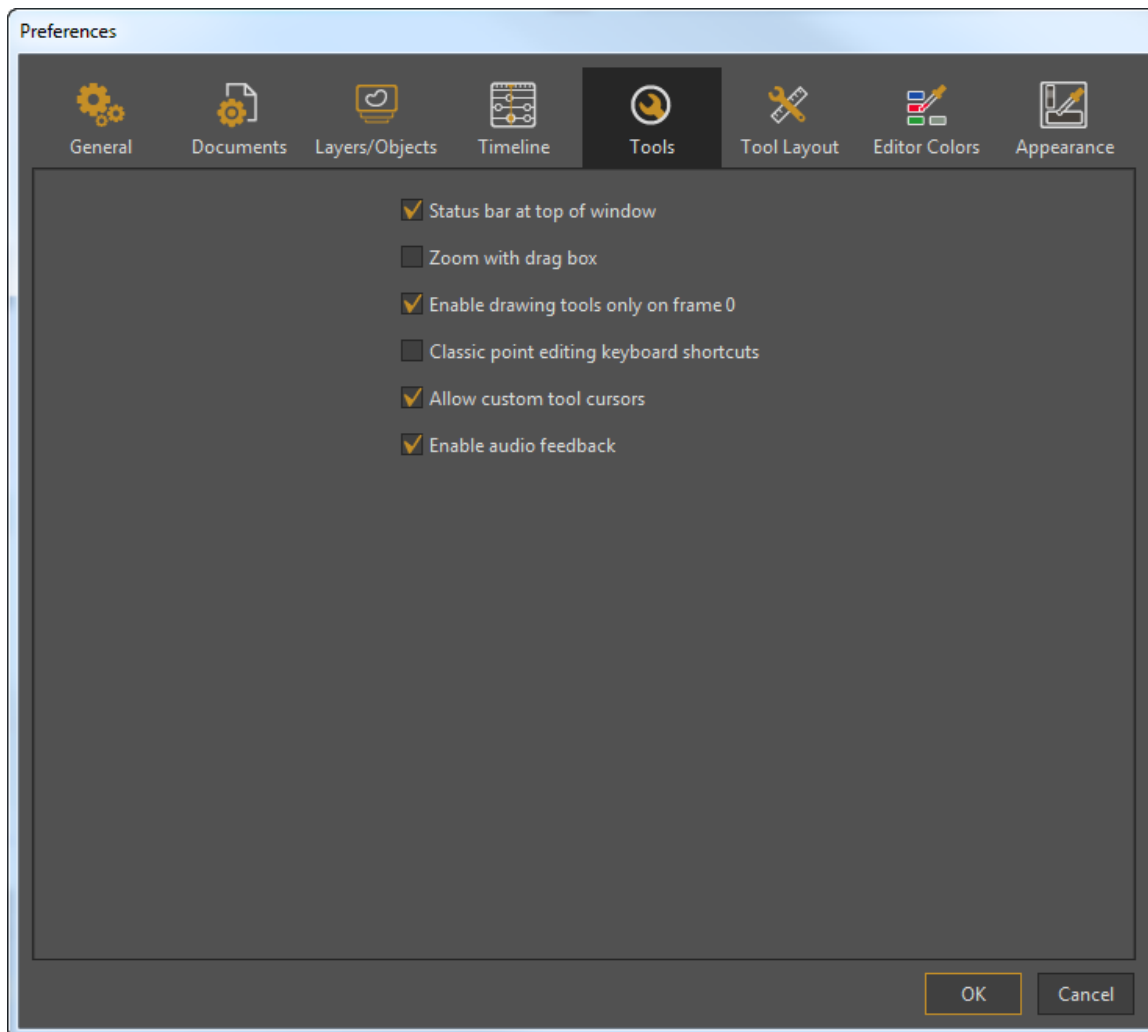 Preferences
General Documents Layers/Objects Timeline Tools Tool Layout Editor Colors Appearance
Status bar at top of window
Zoom with drag box
Enable drawing tools only on frame 0
Classic point editing keyboard shortcuts
Allow custom tool cursors
Enable audio feedback
OK Cancel